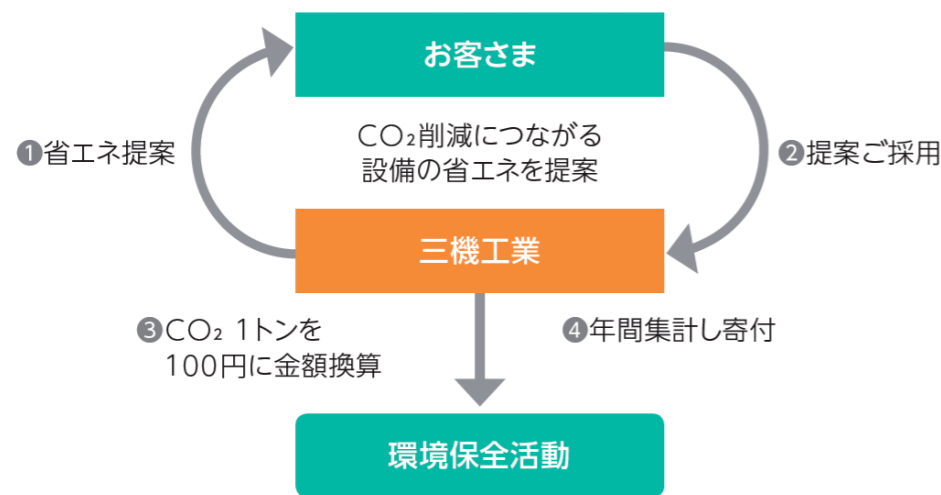 お客さま
❶省エネ提案
CO₂削減につながる
設備の省エネを提案
❷提案ご採用
三機工業
❸CO₂ 1トンを
100円に金額換算
❹年間集計し寄付
環境保全活動